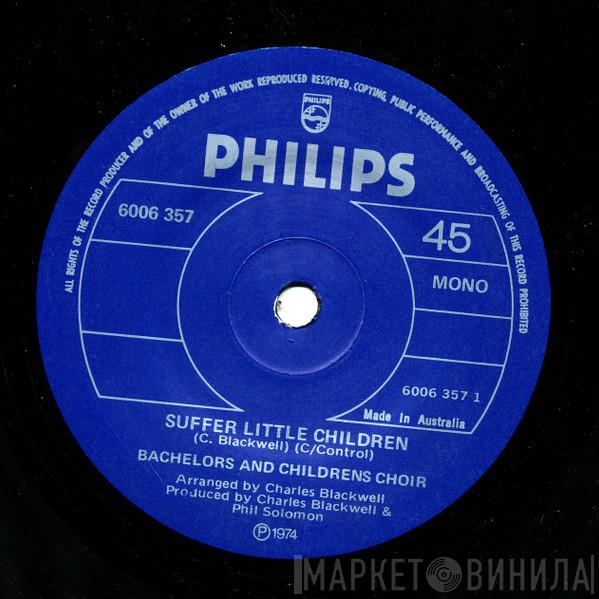 ALL RIGHTS OF THE RECORD PRODUCER AND OF THE OWNER OF THE WORK REPRODUCED RESERVED. COPYING, PUBLIC PERFORMANCE AND BROADCASTING OF THIS RECORD PROHIBITED
PHILIPS
PHILIPS
6006 357
45
MONO
6006 357 1
Made In Australia
SUFFER LITTLE CHILDREN
(C. Blackwell) (C/Control)
BACHELORS AND CHILDRENS CHOIR
Arranged by Charles Blackwell
Produced by Charles Blackwell &
Phil Solomon
Ⓟ1974
МАРКЕТ ВИНИЛА